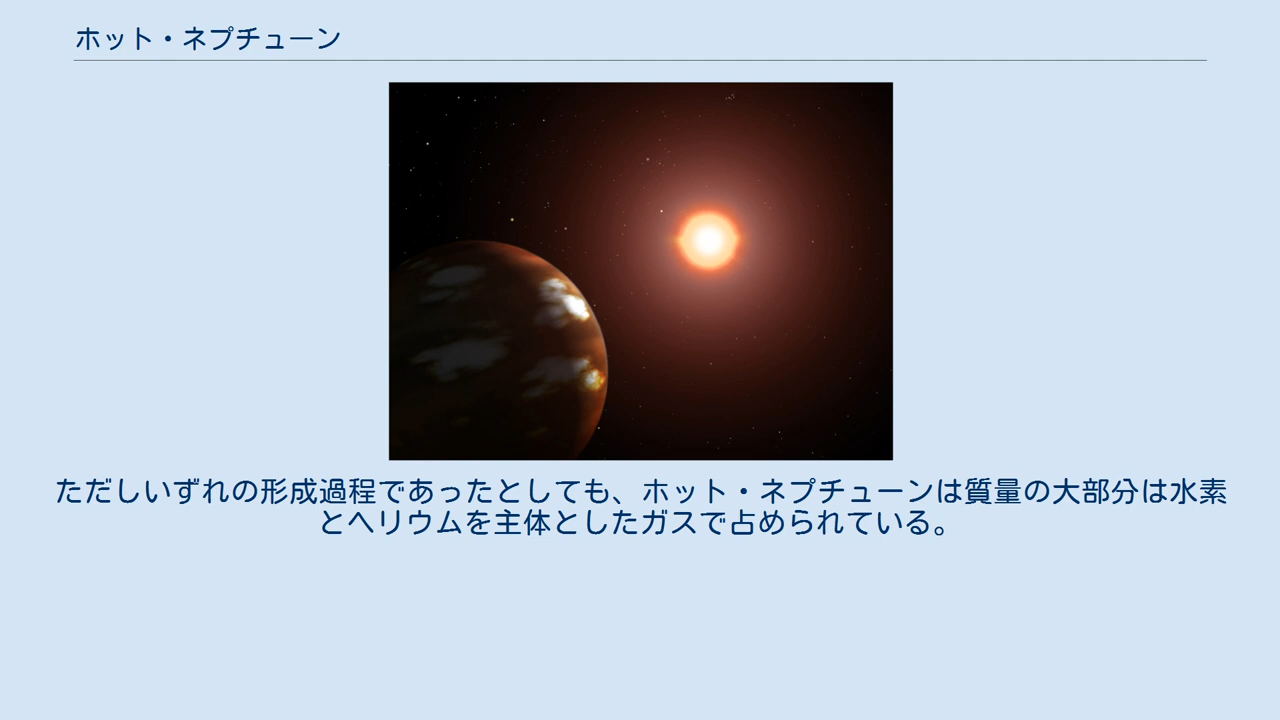 ホット・ネプチューン
ただしいずれの形成過程であったとしても、ホット・ネプチューンは質量の大部分は水素
とヘリウムを主体としたガスで占められている。